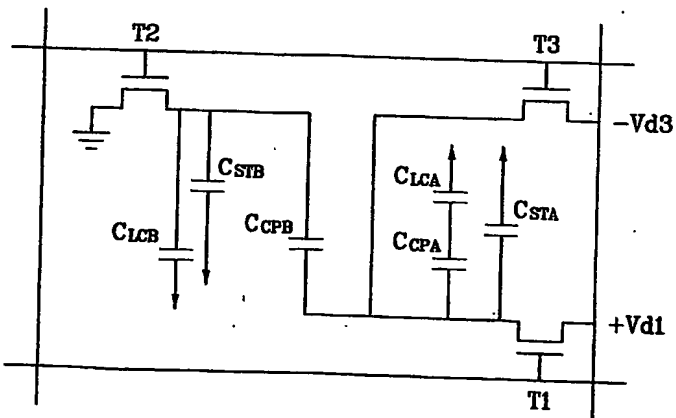 T2
T3
-Vd3
CSTB
CLCA
CSTA
CLCB
CCPB
CCPA
+Vd1
T1